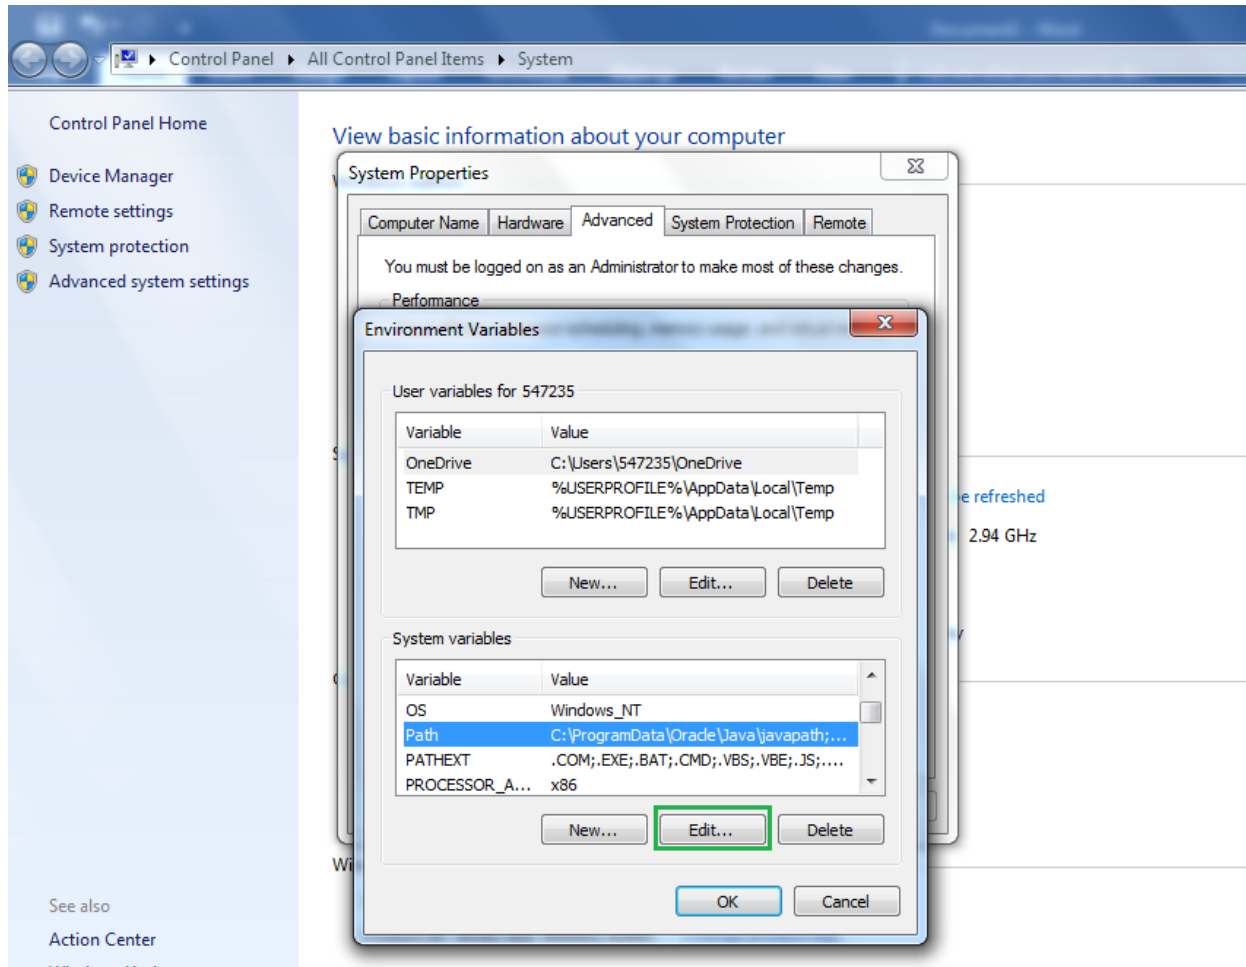 Control Panel ▸ All Control Panel Items ▸ System
Control Panel Home
Device Manager
Remote settings
System protection
Advanced system settings
See also
Action Center
View basic information about your computer
System Properties
Computer Name Hardware Advanced System Protection Remote
You must be logged on as an Administrator to make most of these changes.
Performance
Environment Variables
User variables for 547235
Variable Value
OneDrive C:\Users\547235\OneDrive
TEMP %USERPROFILE%\AppData\Local\Temp
TMP %USERPROFILE%\AppData\Local\Temp
New... Edit... Delete
System variables
Variable Value
OS Windows_NT
Path C:\ProgramData\Oracle\Java\javapath;...
PATHEXT .COM;.EXE;.BAT;.CMD;.VBS;.VBE;.JS;....
PROCESSOR_A... x86
New... Edit... Delete
OK Cancel
e refreshed
2.94 GHz